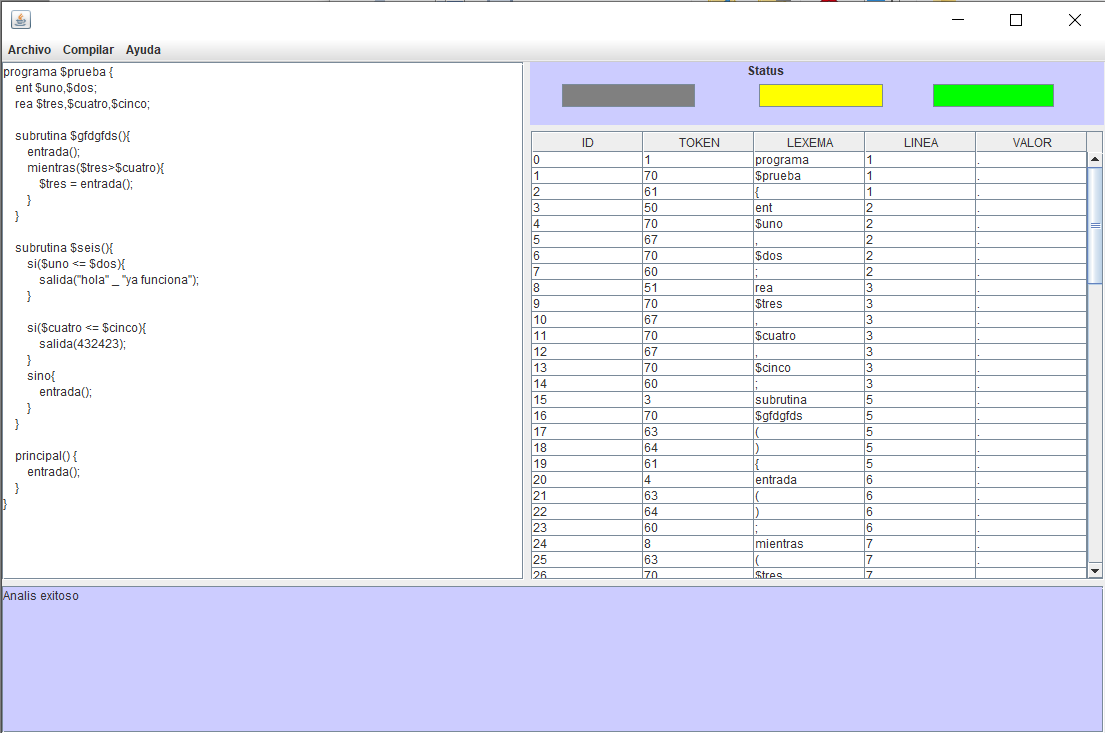 Archivo Compilar Ayuda
programa $prueba {
ent $uno,$dos;
rea $tres,$cuatro,$cinco;
subrutina $gfdgfds(){
entrada();
mientras($tres>$cuatro){
$tres = entrada();
}
}
subrutina $seis(){
si($uno <= $dos){
salida("hola" _ "ya funciona");
}
si($cuatro <= $cinco){
salida(432423);
}
sino{
entrada();
}
}
principal() {
entrada();
}
}
Status
ID TOKEN LEXEMA LINEA VALOR
0 1 programa 1 .
1 70 $prueba 1 .
2 61 { 1 .
3 50 ent 2 .
4 70 $uno 2 .
5 67 , 2 .
6 70 $dos 2 .
7 60 ; 2 .
8 51 rea 3 .
9 70 $tres 3 .
10 67 , 3 .
11 70 $cuatro 3 .
12 67 , 3 .
13 70 $cinco 3 .
14 60 ; 3 .
15 3 subrutina 5 .
16 70 $gfdgfds 5 .
17 63 ( 5 .
18 64 ) 5 .
19 61 { 5 .
20 4 entrada 6 .
21 63 ( 6 .
22 64 ) 6 .
23 60 ; 6 .
24 8 mientras 7 .
25 63 ( 7 .
26 70 $tres 7
Analis exitoso